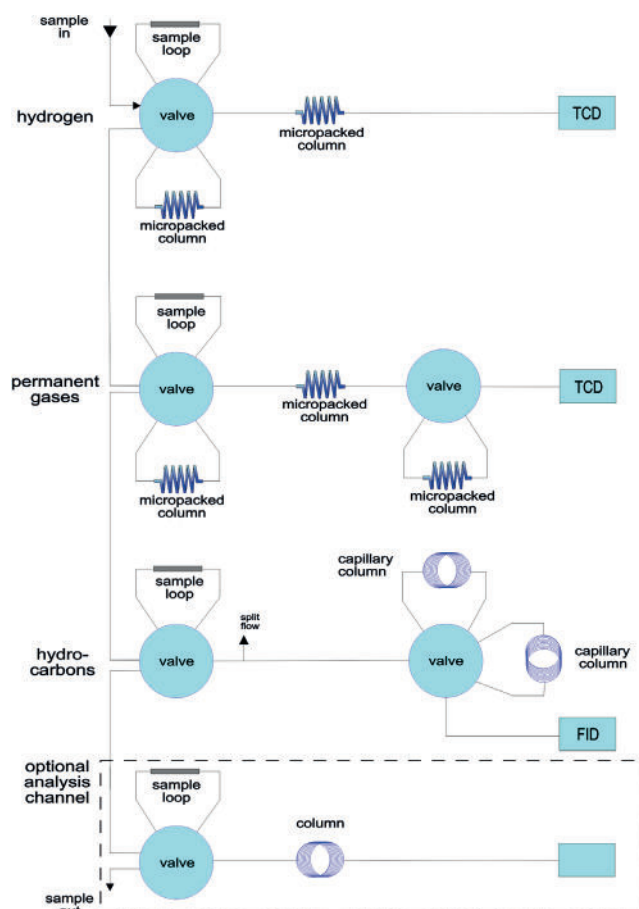 sample
in
sample
loop
hydrogen
valve
micropacked
column
TCD
micropacked
column
sample
loop
permanent
gases
valve
micropacked
column
valve
TCD
micropacked
column
micropacked
column
capillary
column
sample
loop
split
flow
hydro-
carbons
valve
valve
capillary
column
FID
optional
analysis
channel
sample
loop
column
valve
sample